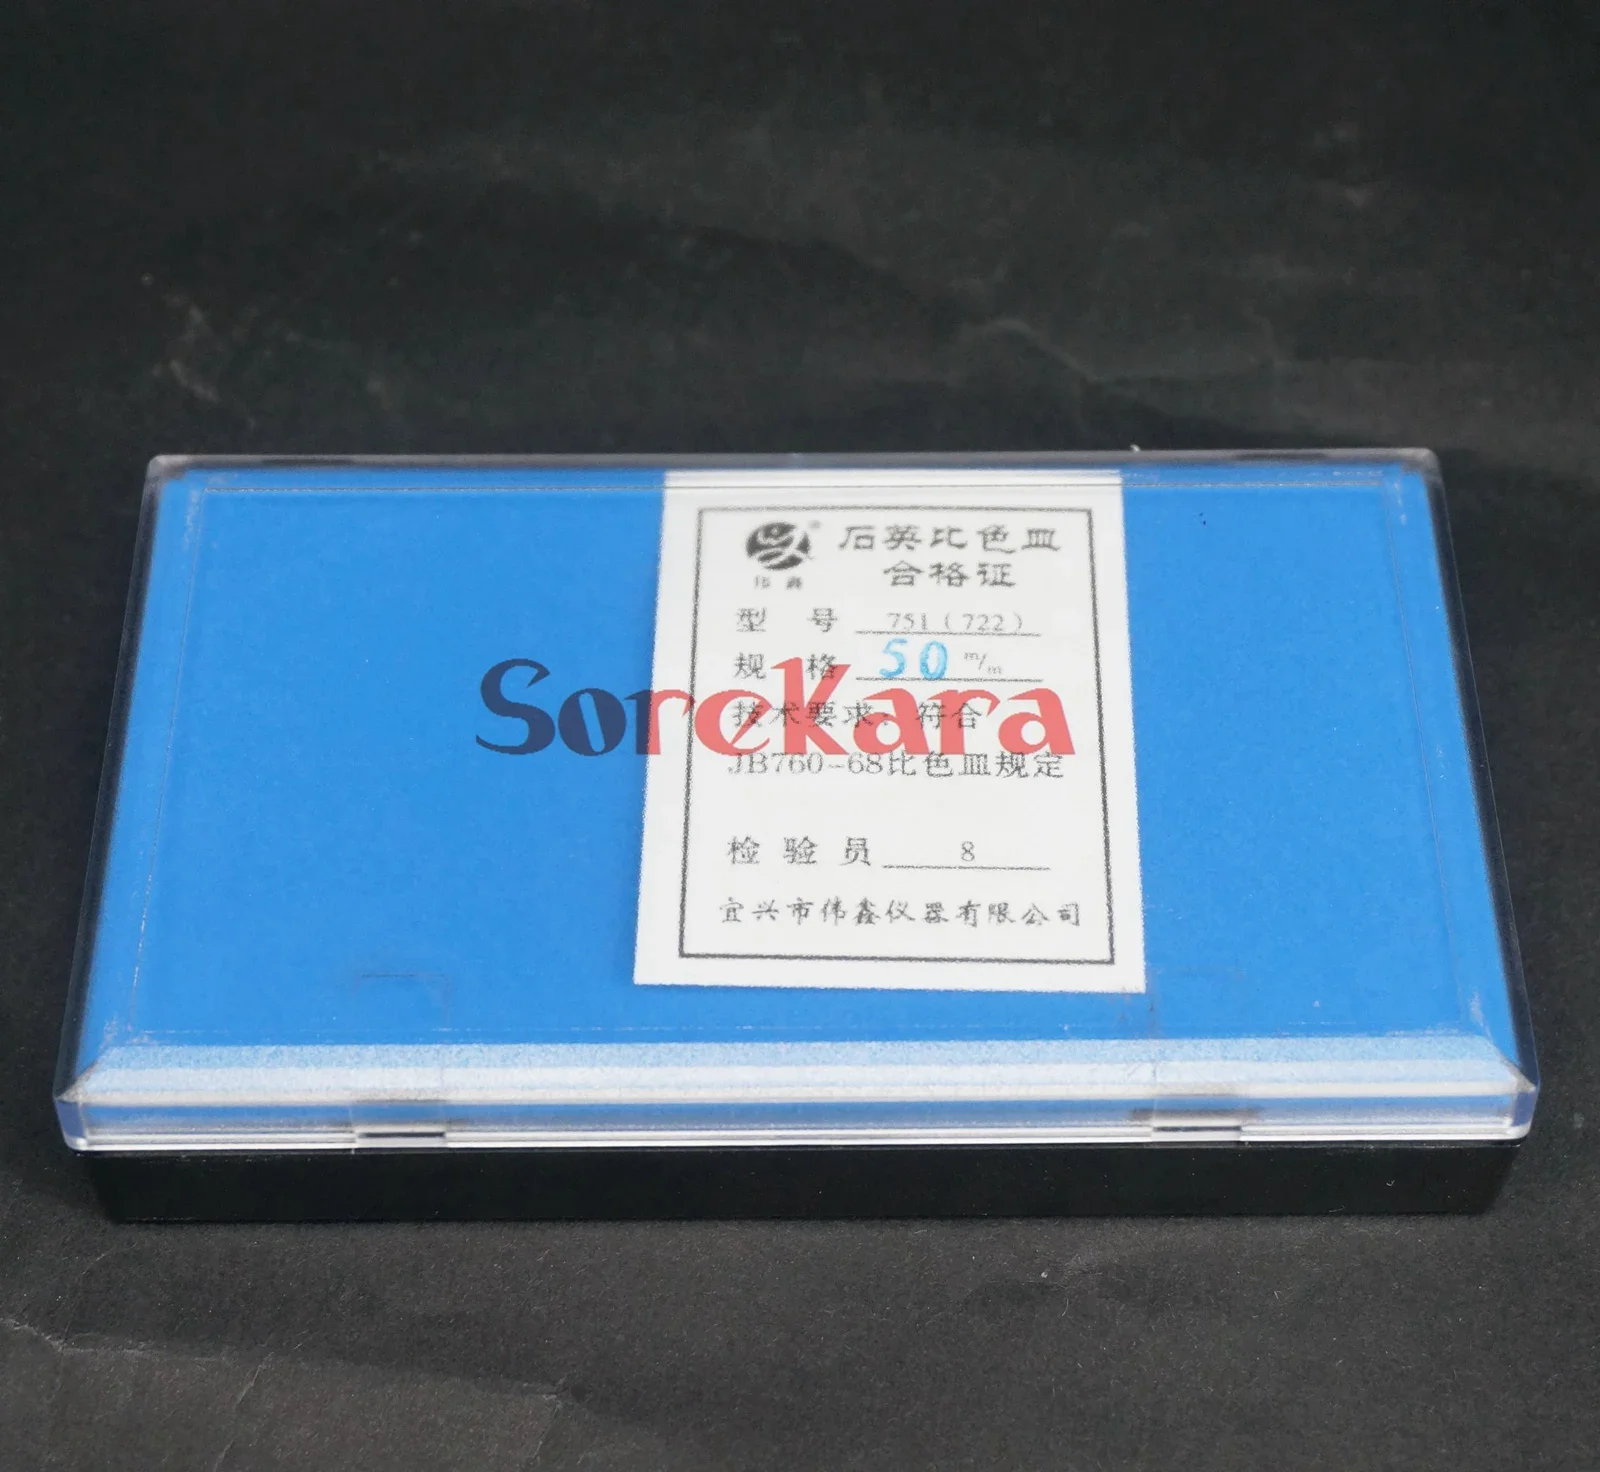 石英比色皿
合格证
伟鑫
型号 751(722)
规格 50 m/m
技术要求：符合
JB760-68比色皿规定
检验员 8
宜兴市伟鑫仪器有限公司
Sorekara